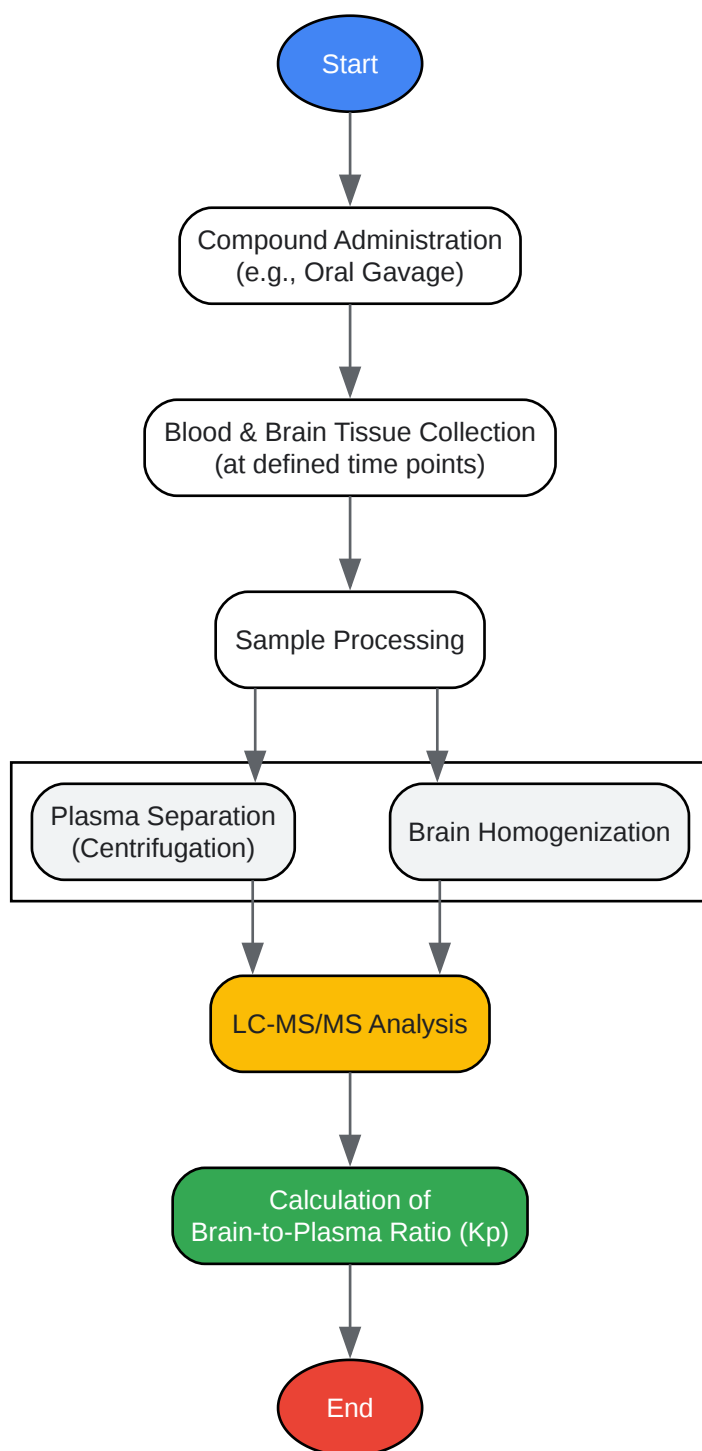 Start
Compound Administration
(e.g., Oral Gavage)
Blood & Brain Tissue Collection
(at defined time points)
Sample Processing
Plasma Separation
(Centrifugation)
Brain Homogenization
LC-MS/MS Analysis
Calculation of
Brain-to-Plasma Ratio (Kp)
End